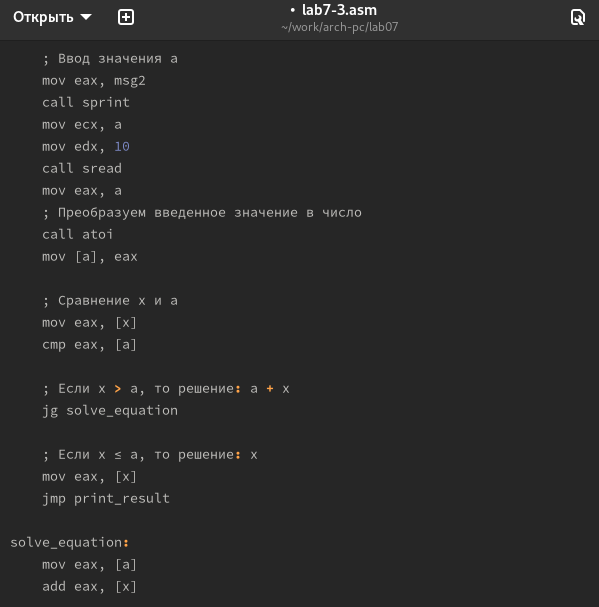 Открыть
• lab7-3.asm
~/work/arch-pc/lab07
; Ввод значения a
mov eax, msg2
call sprint
mov ecx, a
mov edx, 10
call sread
mov eax, a
; Преобразуем введенное значение в число
call atoi
mov [a], eax
; Сравнение x и a
mov eax, [x]
cmp eax, [a]
; Если x > a, то решение: a + x
jg solve_equation
; Если x ≤ a, то решение: x
mov eax, [x]
jmp print_result
solve_equation:
mov eax, [a]
add eax, [x]